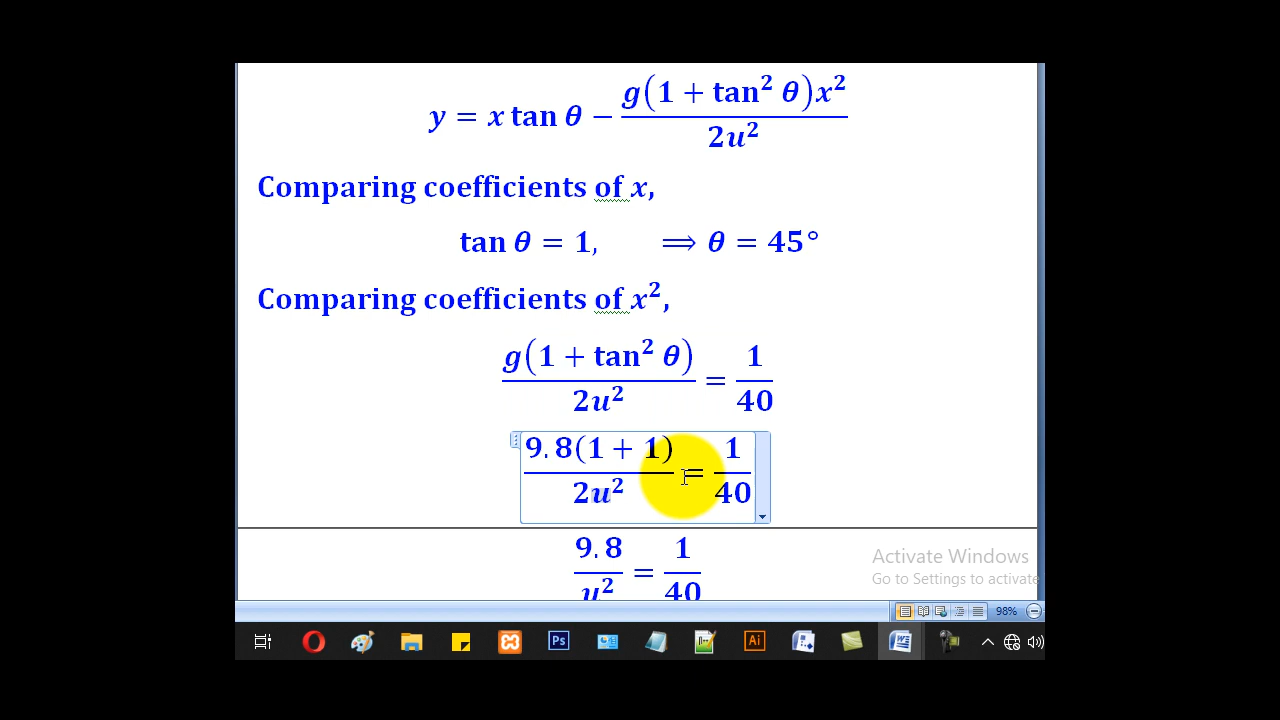 y = x tan θ − g(1 + tan² θ)x² / 2u²
Comparing coefficients of x,
tan θ = 1, ⟹ θ = 45°
Comparing coefficients of x²,
g(1 + tan² θ) / 2u² = 1 / 40
9.8(1 + 1) / 2u² = 1 / 40
9.8 / u² = 1 / 40
Activate Windows
Go to Settings to activate
98%
Ps
Ai
W